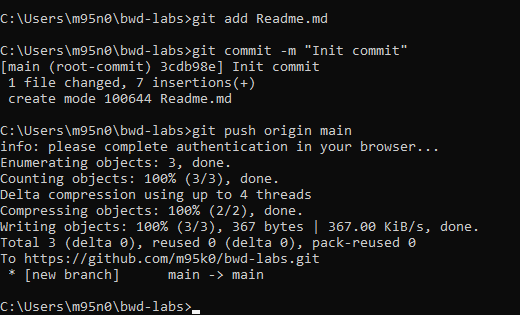 C:\Users\m95n0\bwd-labs>git add Readme.md
C:\Users\m95n0\bwd-labs>git commit -m "Init commit"
[main (root-commit) 3cdb98e] Init commit
1 file changed, 7 insertions(+)
create mode 100644 Readme.md
C:\Users\m95n0\bwd-labs>git push origin main
info: please complete authentication in your browser...
Enumerating objects: 3, done.
Counting objects: 100% (3/3), done.
Delta compression using up to 4 threads
Compressing objects: 100% (2/2), done.
Writing objects: 100% (3/3), 367 bytes | 367.00 KiB/s, done.
Total 3 (delta 0), reused 0 (delta 0), pack-reused 0
To https://github.com/m95k0/bwd-labs.git
* [new branch] main -> main
C:\Users\m95n0\bwd-labs>